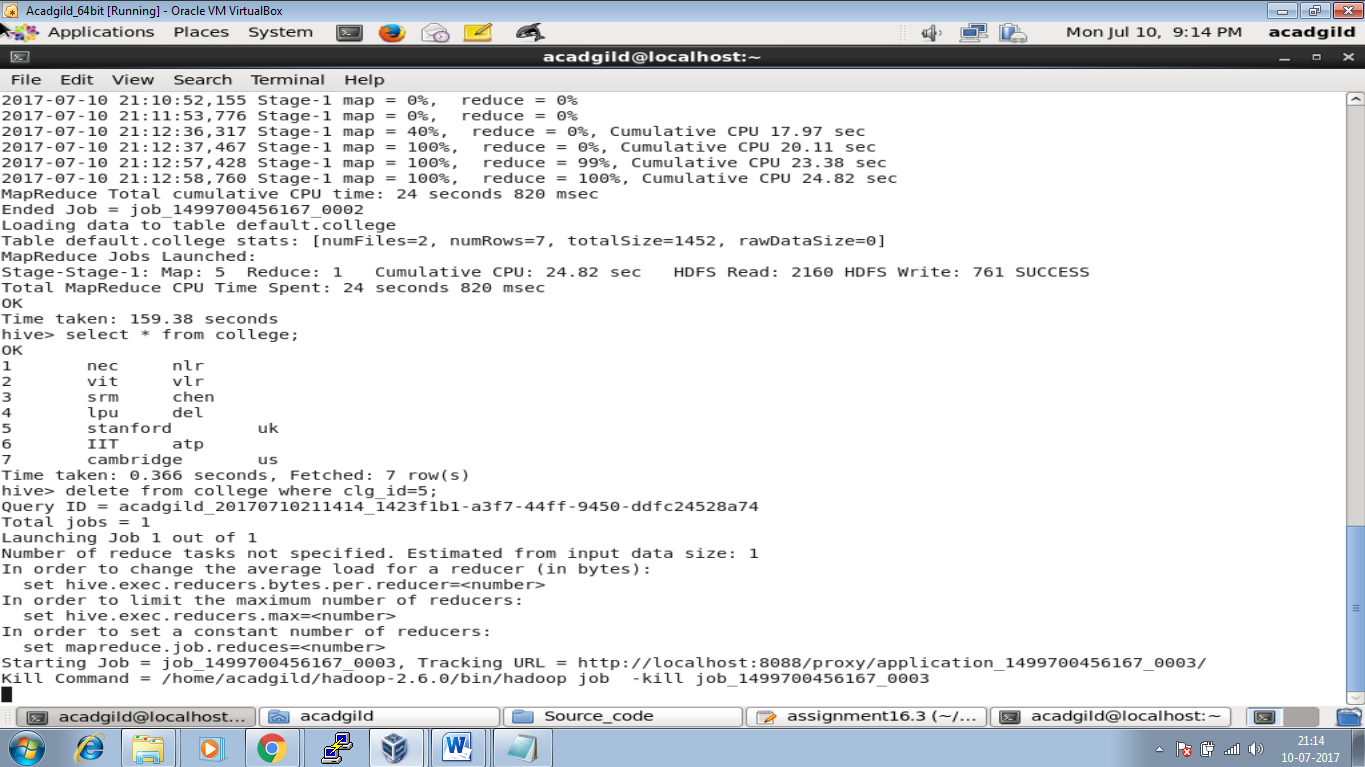 Acadgild_64bit [Running] - Oracle VM VirtualBox
Applications Places System Mon Jul 10, 9:14 PM acadgild
acadgild@localhost:~
File Edit View Search Terminal Help
2017-07-10 21:10:52,155 Stage-1 map = 0%, reduce = 0%
2017-07-10 21:11:53,776 Stage-1 map = 0%, reduce = 0%
2017-07-10 21:12:36,317 Stage-1 map = 40%, reduce = 0%, Cumulative CPU 17.97 sec
2017-07-10 21:12:37,467 Stage-1 map = 100%, reduce = 0%, Cumulative CPU 20.11 sec
2017-07-10 21:12:57,428 Stage-1 map = 100%, reduce = 99%, Cumulative CPU 23.38 sec
2017-07-10 21:12:58,760 Stage-1 map = 100%, reduce = 100%, Cumulative CPU 24.82 sec
MapReduce Total cumulative CPU time: 24 seconds 820 msec
Ended Job = job_1499700456167_0002
Loading data to table default.college
Table default.college stats: [numFiles=2, numRows=7, totalSize=1452, rawDataSize=0]
MapReduce Jobs Launched:
Stage-Stage-1: Map: 5 Reduce: 1 Cumulative CPU: 24.82 sec HDFS Read: 2160 HDFS Write: 761 SUCCESS
Total MapReduce CPU Time Spent: 24 seconds 820 msec
OK
Time taken: 159.38 seconds
hive> select * from college;
OK
1 nec nlr
2 vit vlr
3 srm chen
4 lpu del
5 stanford uk
6 IIT atp
7 cambridge us
Time taken: 0.366 seconds, Fetched: 7 row(s)
hive> delete from college where clg_id=5;
Query ID = acadgild_20170710211414_1423f1b1-a3f7-44ff-9450-ddfc24528a74
Total jobs = 1
Launching Job 1 out of 1
Number of reduce tasks not specified. Estimated from input data size: 1
In order to change the average load for a reducer (in bytes):
set hive.exec.reducers.bytes.per.reducer=<number>
In order to limit the maximum number of reducers:
set hive.exec.reducers.max=<number>
In order to set a constant number of reducers:
set mapreduce.job.reduces=<number>
Starting Job = job_1499700456167_0003, Tracking URL = http://localhost:8088/proxy/application_1499700456167_0003/
Kill Command = /home/acadgild/hadoop-2.6.0/bin/hadoop job -kill job_1499700456167_0003
acadgild@localhost... acadgild Source_code assignment16.3 (~/... acadgild@localhost:~
21:14
10-07-2017